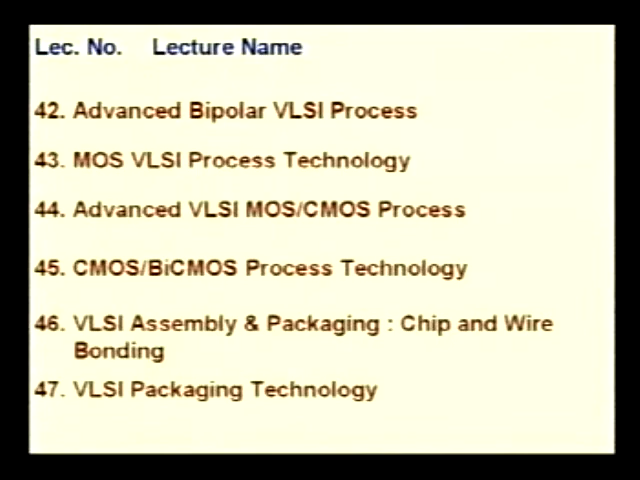 Lec. No. Lecture Name
42. Advanced Bipolar VLSI Process
43. MOS VLSI Process Technology
44. Advanced VLSI MOS/CMOS Process
45. CMOS/BiCMOS Process Technology
46. VLSI Assembly & Packaging : Chip and Wire
Bonding
47. VLSI Packaging Technology